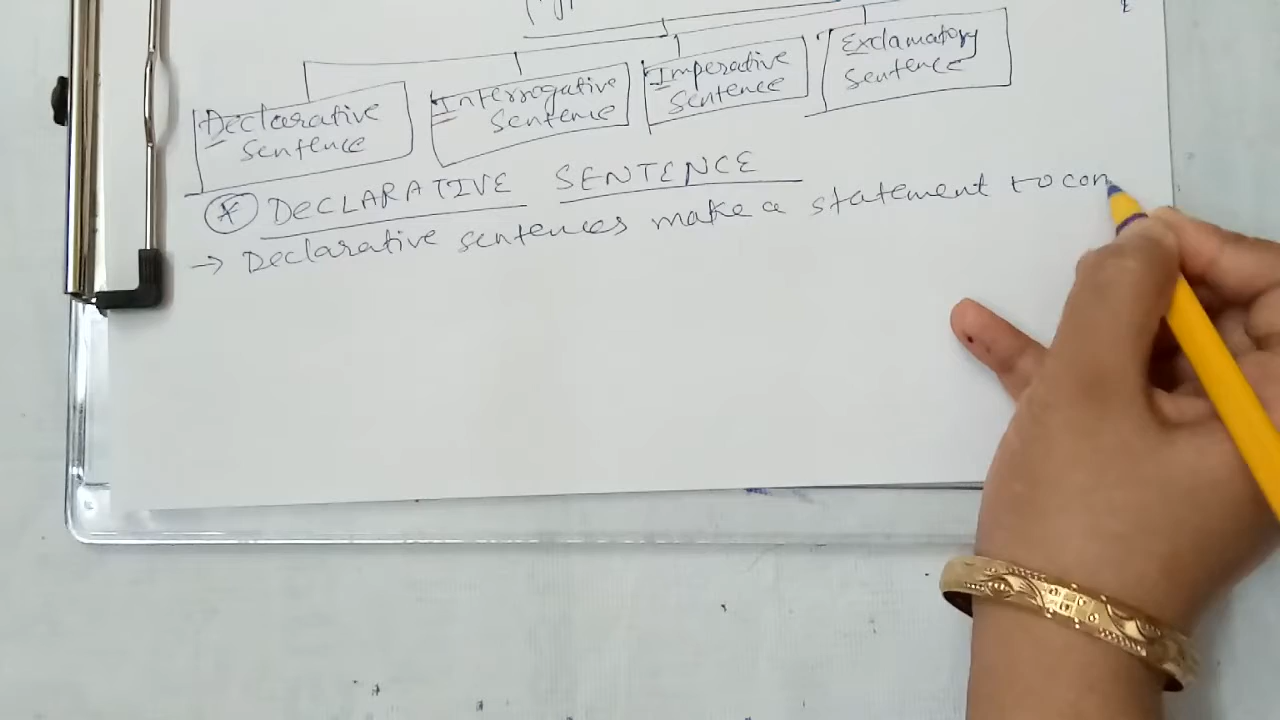 Declarative Sentence
Interrogative Sentence
Imperative Sentence
Exclamatory Sentence
* DECLARATIVE SENTENCE
→ Declarative sentences make a statement to con